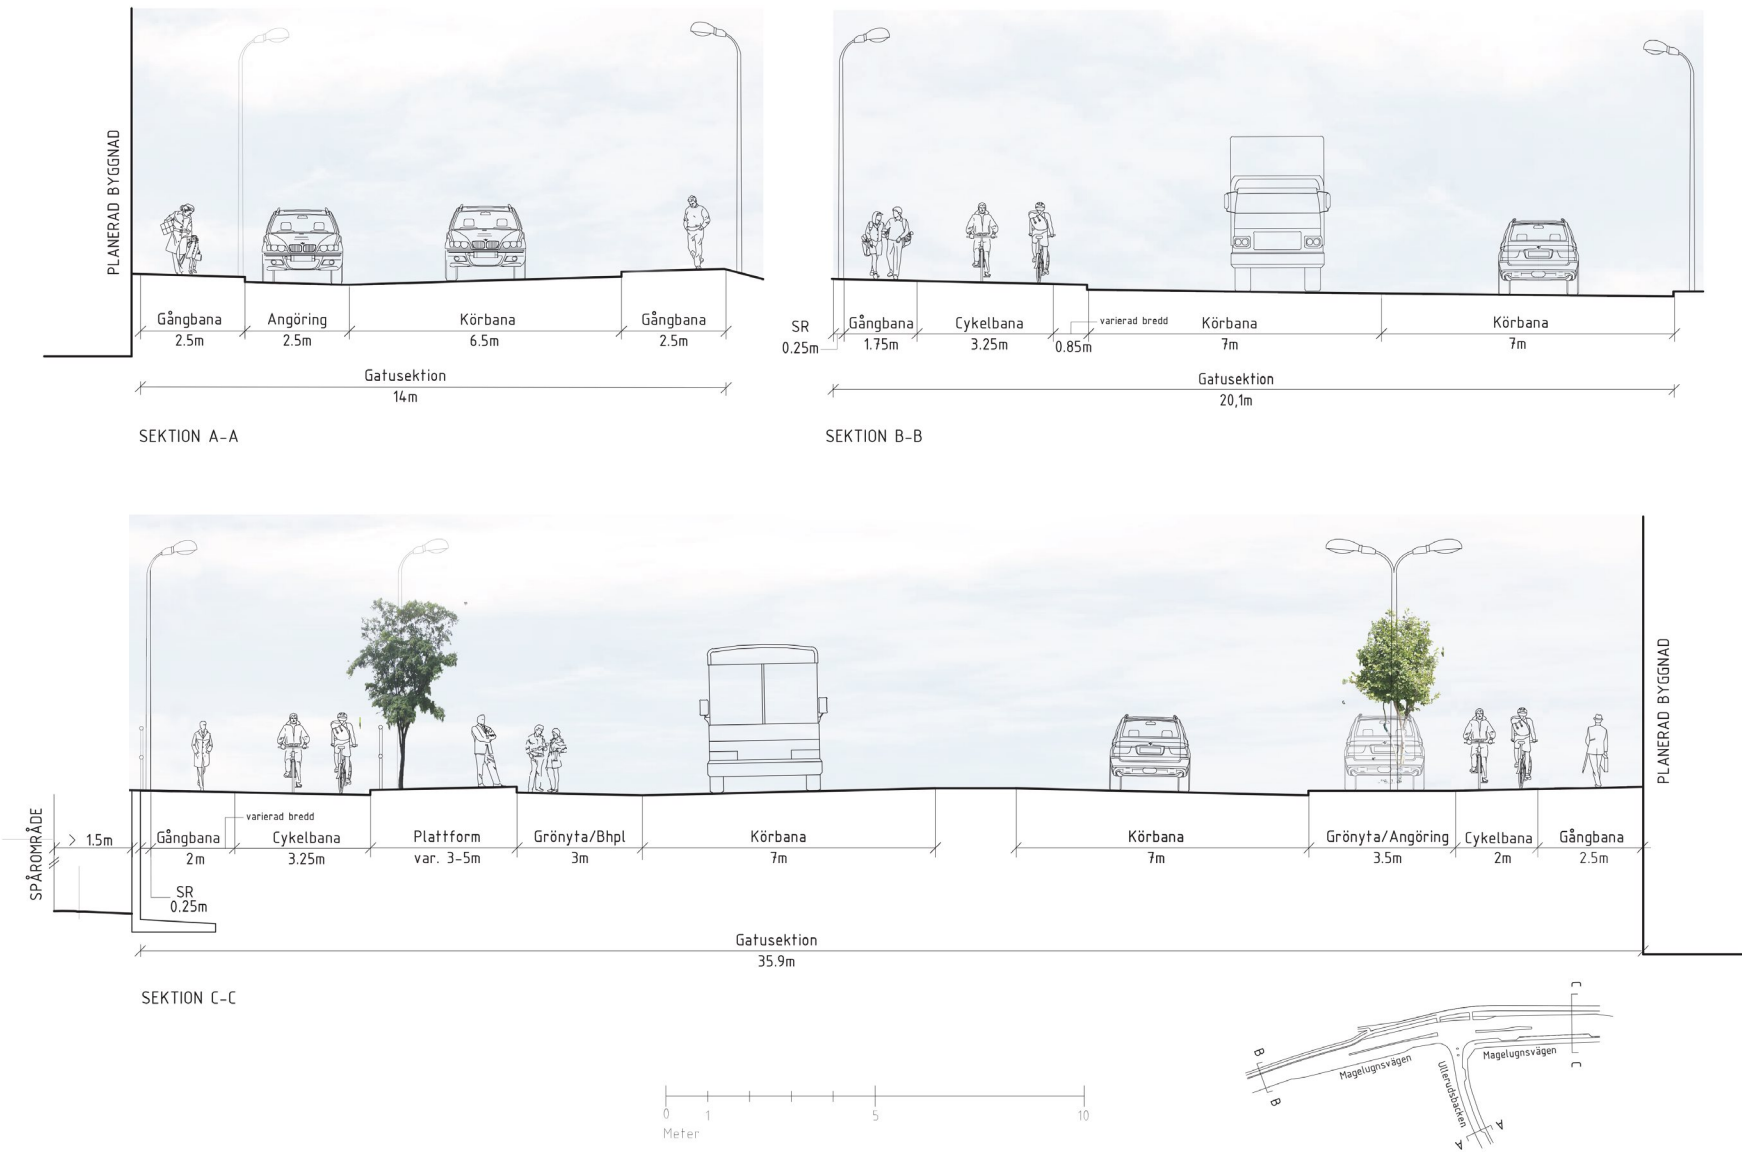 PLANERAD BYGGNAD
Gångbana
2.5m
Angöring
2.5m
Körbana
6.5m
Gångbana
2.5m
Gatusektion
14m
SEKTION A-A
SR
0.25m
Gångbana
1.75m
Cykelbana
3.25m
0.85m
varierad bredd
Körbana
7m
Körbana
7m
Gatusektion
20,1m
SEKTION B-B
PLANERAD BYGGNAD
SPÅROMRÅDE
> 1.5m
Gångbana
2m
varierad bredd
Cykelbana
3.25m
Plattform
var. 3-5m
Grönyta/Bhpl
3m
Körbana
7m
Körbana
7m
Grönyta/Angöring
3.5m
Cykelbana
2m
Gångbana
2.5m
SR
0.25m
Gatusektion
35.9m
SEKTION C-C
0 1 5 10
Meter
B
B
C
C
Magelugnsvägen
Magelugnsvägen
Ullerudsbacken
A
A